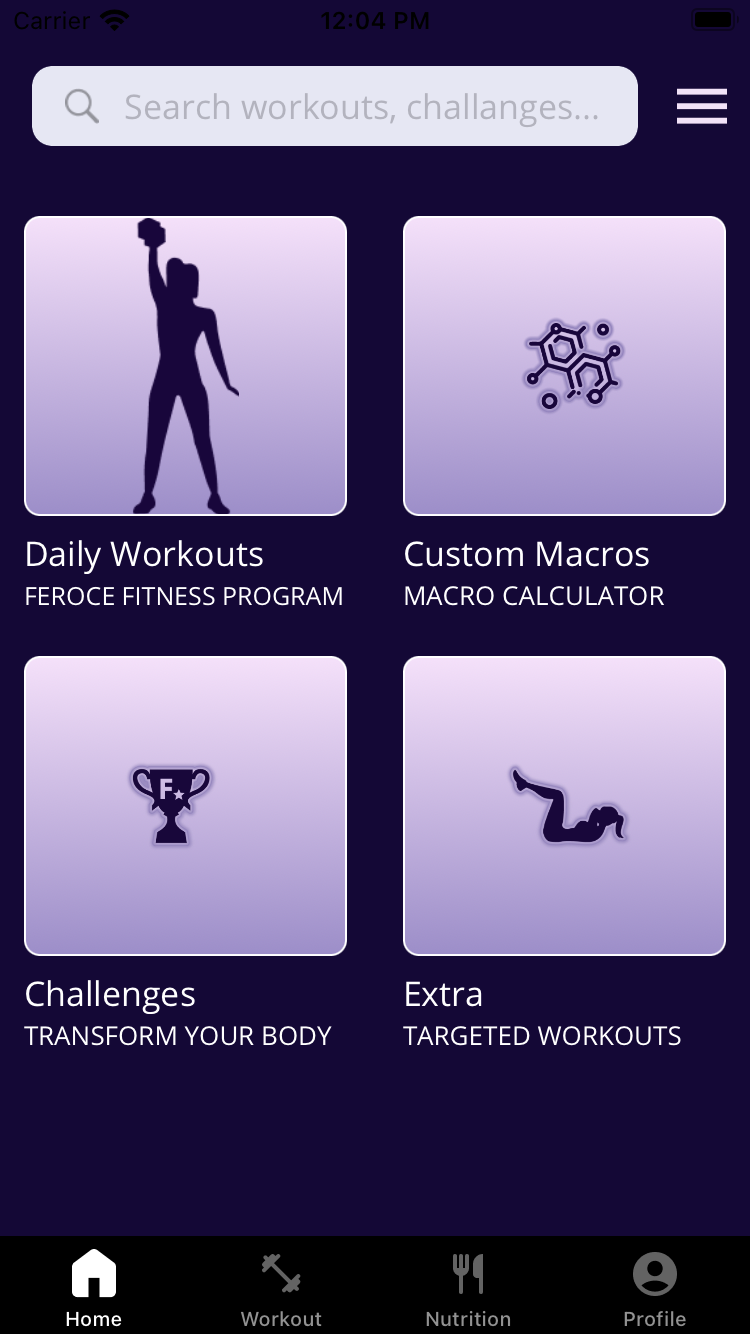 Carrier 12:04 PM
Search workouts, challanges...
Daily Workouts
FEROCE FITNESS PROGRAM
Custom Macros
MACRO CALCULATOR
F
Challenges
TRANSFORM YOUR BODY
Extra
TARGETED WORKOUTS
Home Workout Nutrition Profile